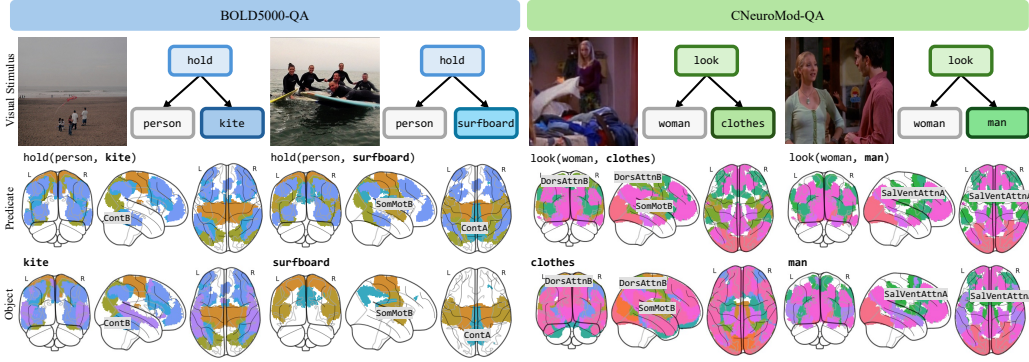 BOLD5000-QA
CNeuroMod-QA
Visual Stimulus
hold
person
kite
hold
person
surfboard
look
woman
clothes
look
woman
man
Predicate
hold(person, kite)
L
R
ContB
hold(person, surfboard)
L
R
SomMotB
L
R
ContA
look(woman, clothes)
L
R
DorsAttnB
DorsAttnB
SomMotB
L
R
look(woman, man)
L
R
SalVentAttnA
L
R
SalVentAttnA
Object
kite
L
R
ContB
L
R
surfboard
L
R
SomMotB
L
R
ContA
clothes
L
R
DorsAttnB
DorsAttnB
SomMotB
L
R
man
L
R
SalVentAttnA
L
R
SalVentAttnA